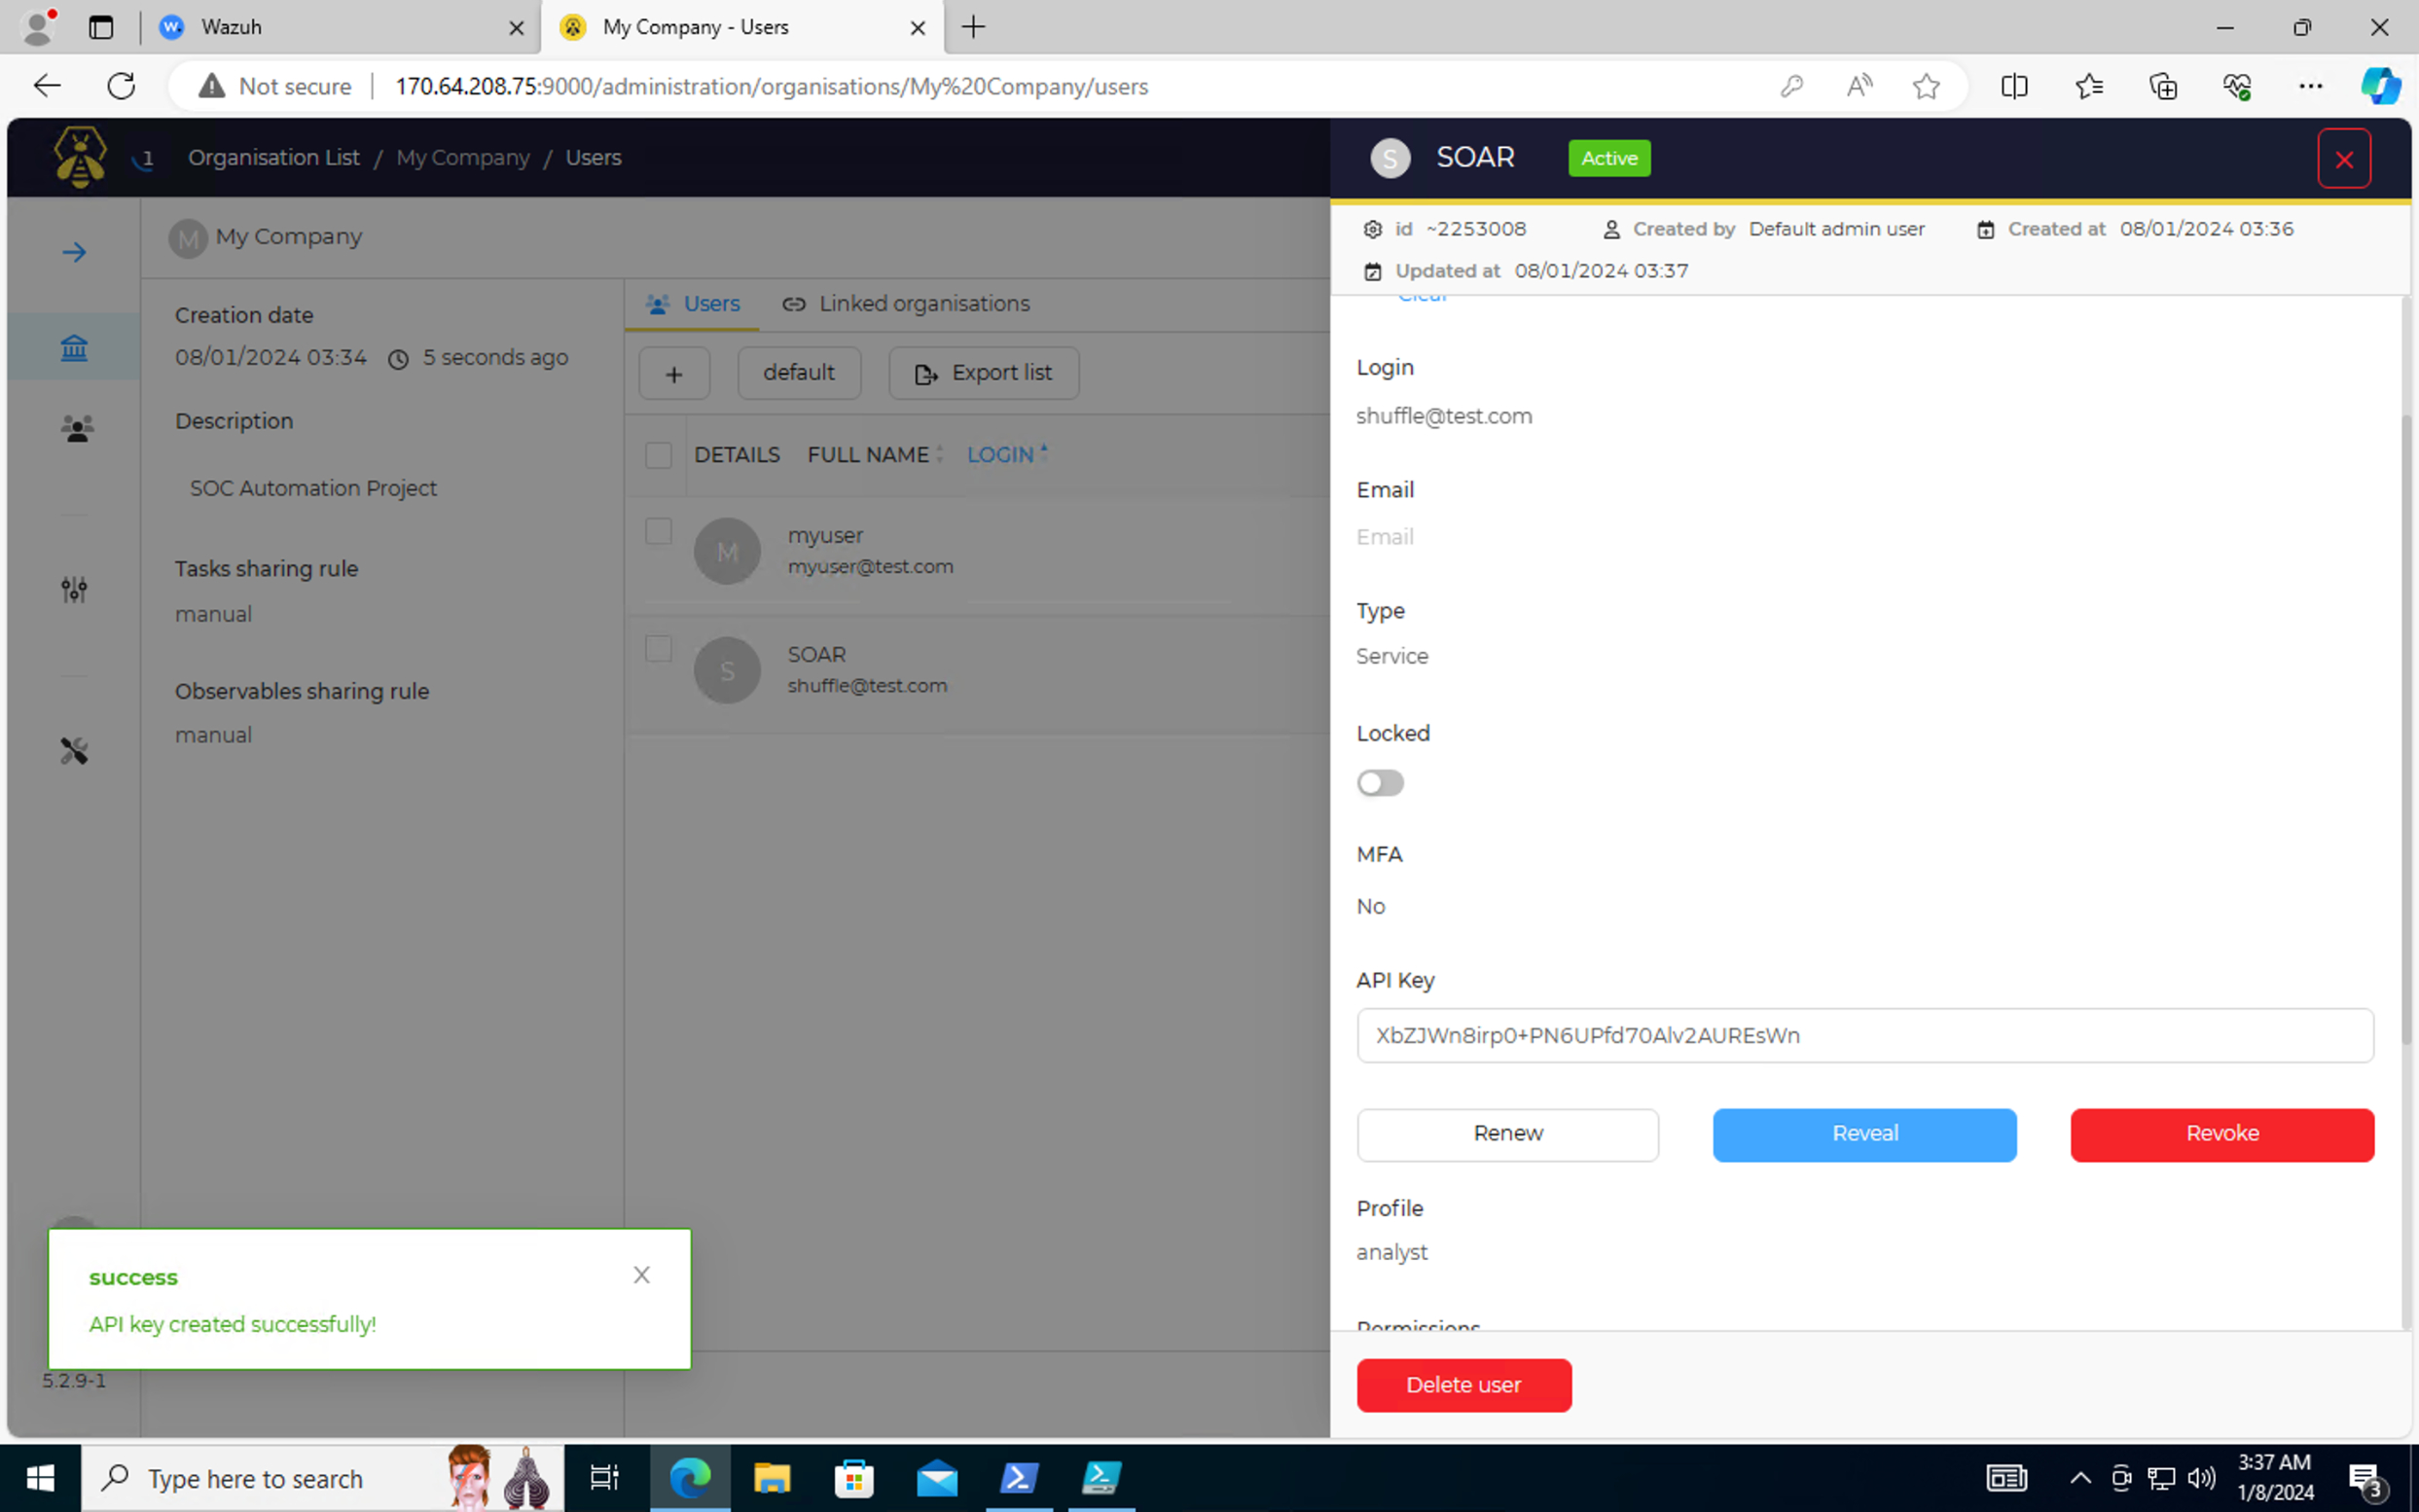 Wazuh
My Company - Users
Not secure
170.64.208.75:9000/administration/organisations/My%20Company/users
1
Organisation List / My Company / Users
S
SOAR
Active
id ~2253008
Created by Default admin user
Created at 08/01/2024 03:36
Updated at 08/01/2024 03:37
M My Company
Creation date
08/01/2024 03:34 5 seconds ago
Description
SOC Automation Project
Tasks sharing rule
manual
Observables sharing rule
manual
Users
Linked organisations
+
default
Export list
DETAILS FULL NAME LOGIN
M
myuser
myuser@test.com
S
SOAR
shuffle@test.com
Clear
Login
shuffle@test.com
Email
Email
Type
Service
Locked
MFA
No
API Key
XbZJWn8irp0+PN6UPfd70Alv2AUREsWn
Renew
Reveal
Revoke
Profile
analyst
Permissions
Delete user
success
API key created successfully!
5.2.9-1
Type here to search
3:37 AM
1/8/2024
3